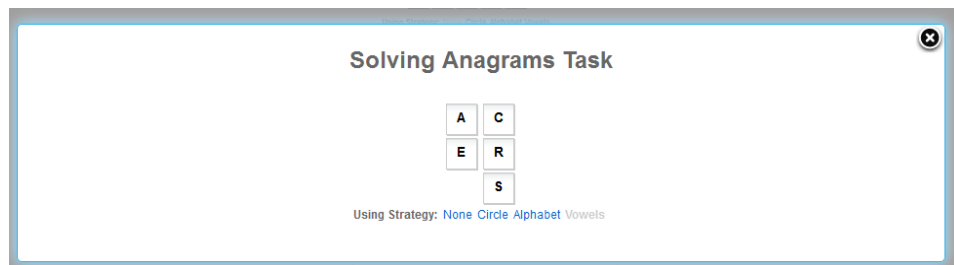 Solving Anagrams Task
A C
E R
S
Using Strategy: None Circle Alphabet Vowels